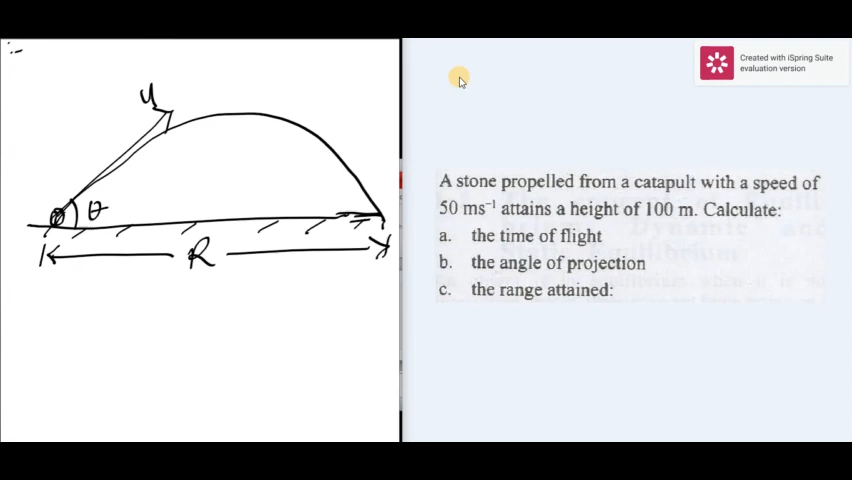 Created with iSpring Suite
evaluation version
u
θ
R
A stone propelled from a catapult with a speed of
50 ms⁻¹ attains a height of 100 m. Calculate:
a. the time of flight
b. the angle of projection
c. the range attained: